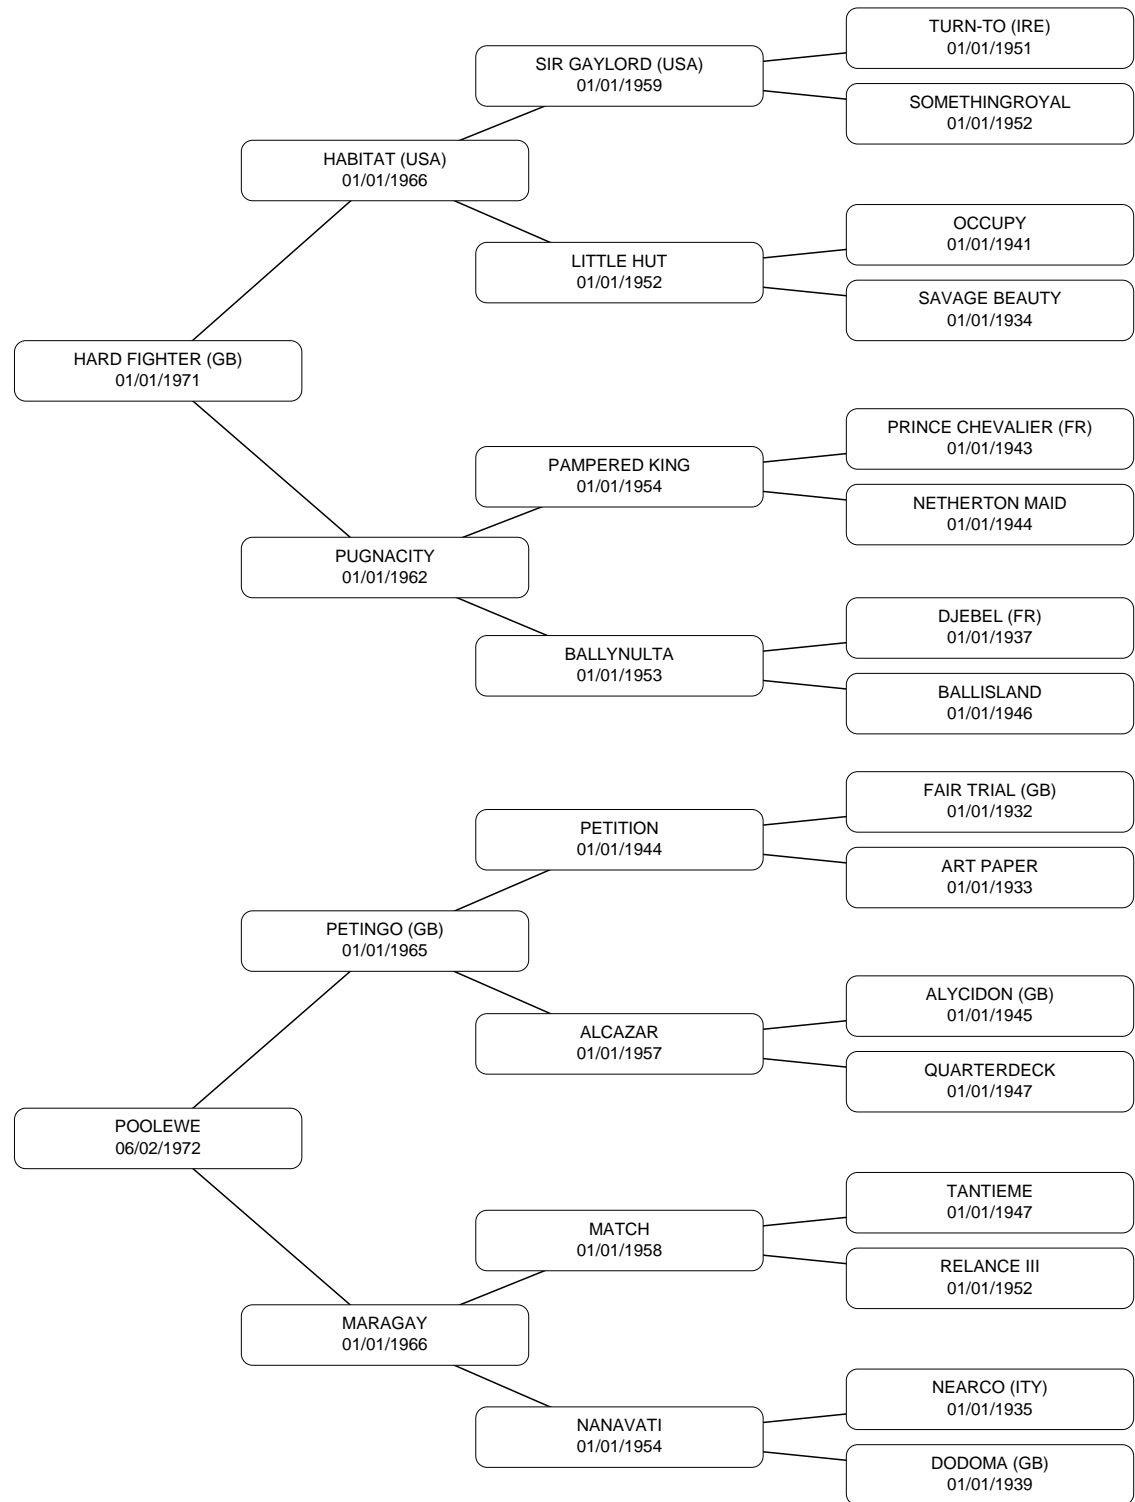 TURN-TO (IRE)
01/01/1951
SIR GAYLORD (USA)
01/01/1959
SOMETHINGROYAL
01/01/1952
HABITAT (USA)
01/01/1966
OCCUPY
01/01/1941
LITTLE HUT
01/01/1952
SAVAGE BEAUTY
01/01/1934
HARD FIGHTER (GB)
01/01/1971
PRINCE CHEVALIER (FR)
01/01/1943
PAMPERED KING
01/01/1954
NETHERTON MAID
01/01/1944
PUGNACITY
01/01/1962
DJEBEL (FR)
01/01/1937
BALLYNULTA
01/01/1953
BALLISLAND
01/01/1946
FAIR TRIAL (GB)
01/01/1932
PETITION
01/01/1944
ART PAPER
01/01/1933
PETINGO (GB)
01/01/1965
ALYCIDON (GB)
01/01/1945
ALCAZAR
01/01/1957
QUARTERDECK
01/01/1947
POOLEWE
06/02/1972
TANTIEME
01/01/1947
MATCH
01/01/1958
RELANCE III
01/01/1952
MARAGAY
01/01/1966
NEARCO (ITY)
01/01/1935
NANAVATI
01/01/1954
DODOMA (GB)
01/01/1939